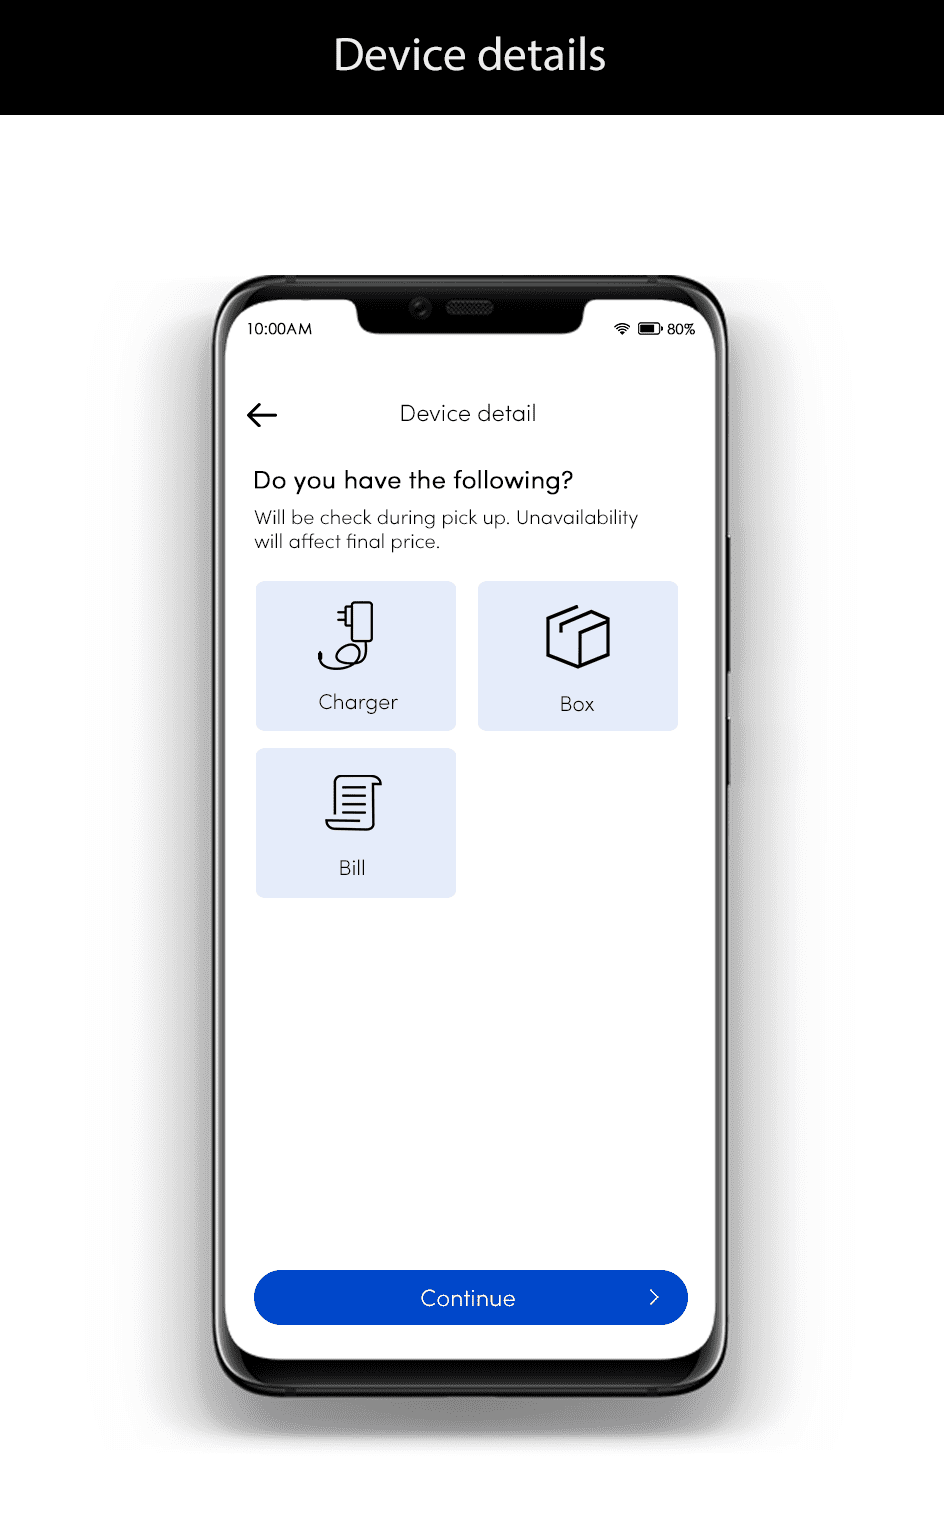 Device details
10:00AM
80%
Device detail
Do you have the following?
Will be check during pick up. Unavailability
will affect final price.
Charger
Box
Bill
Continue